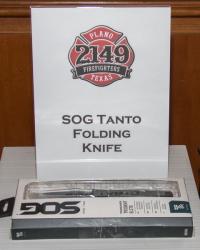 PLANO
2149
FIREFIGHTERS
TEXAS
SOG Tanto
Folding
Knife
SOG